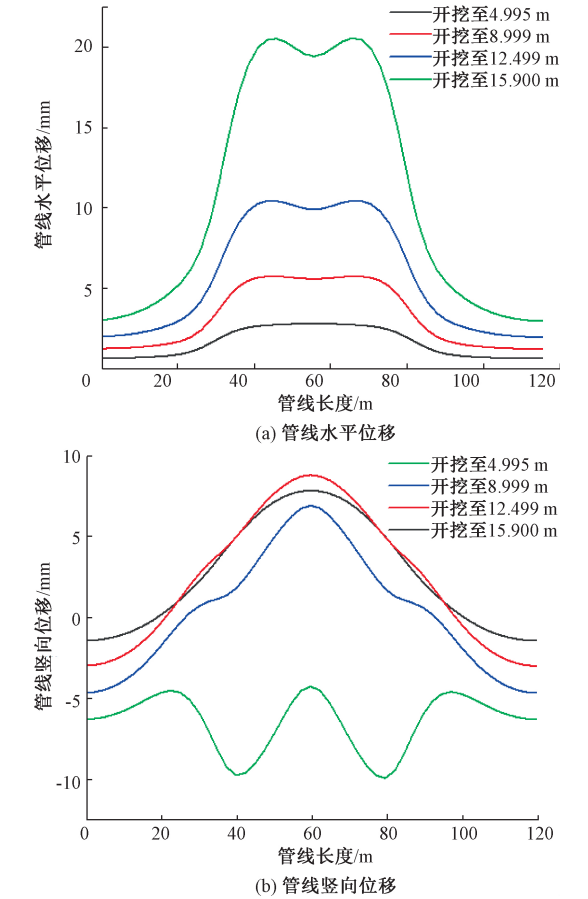 开挖至4.995 m
开挖至8.999 m
开挖至12.499 m
开挖至15.900 m
管线水平位移/mm
20
15
10
5
0 20 40 60 80 100 120
管线长度/m
(a) 管线水平位移
开挖至4.995 m
开挖至8.999 m
开挖至12.499 m
开挖至15.900 m
管线竖向位移/mm
10
5
0
-5
-10
0 20 40 60 80 100 120
管线长度/m
(b) 管线竖向位移